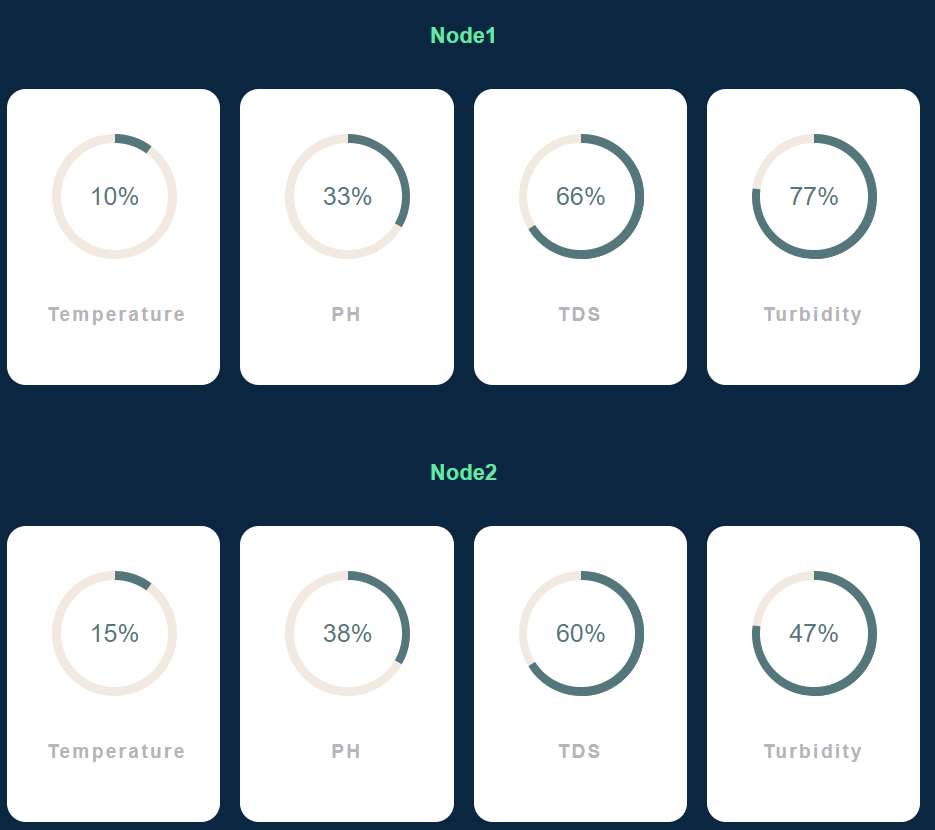 Node1
10% 33% 66% 77%
Temperature PH TDS Turbidity
Node2
15% 38% 60% 47%
Temperature PH TDS Turbidity